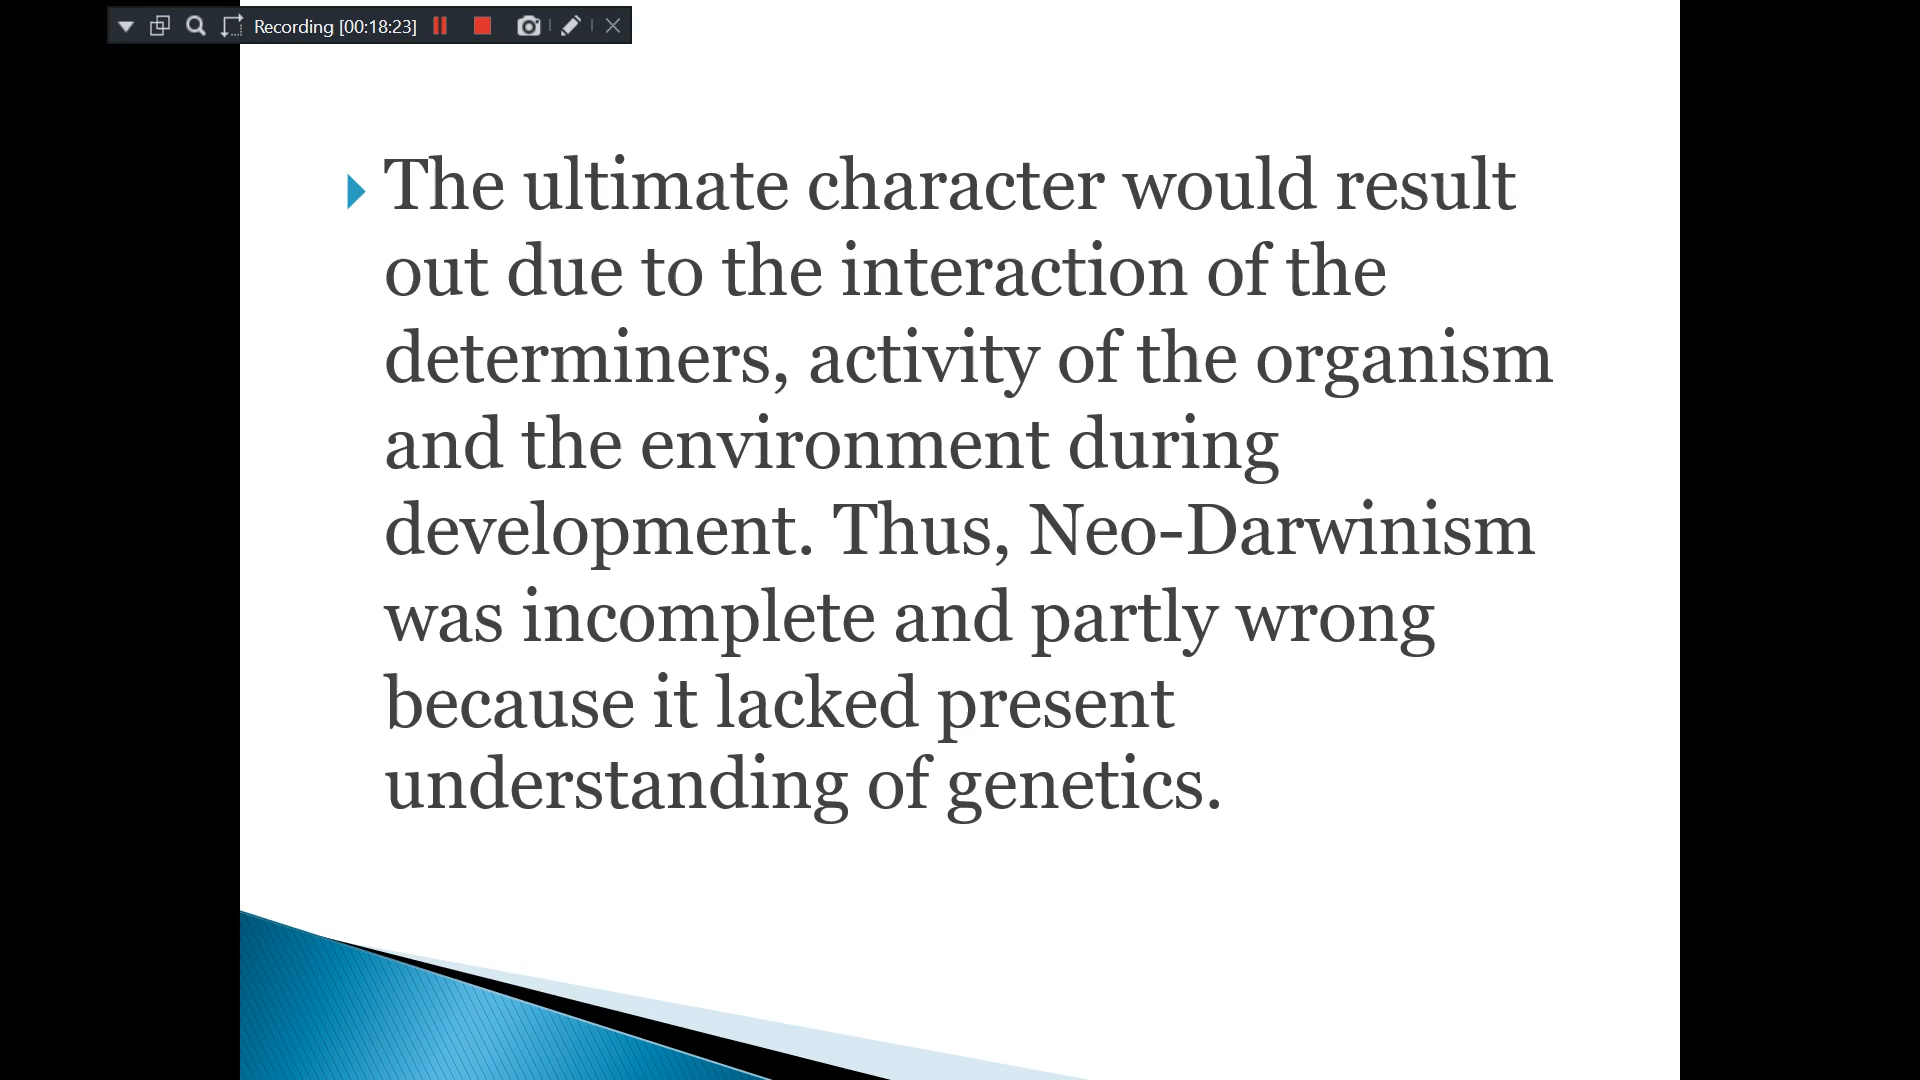 Recording [00:18:23]
The ultimate character would result
out due to the interaction of the
determiners, activity of the organism
and the environment during
development. Thus, Neo-Darwinism
was incomplete and partly wrong
because it lacked present
understanding of genetics.